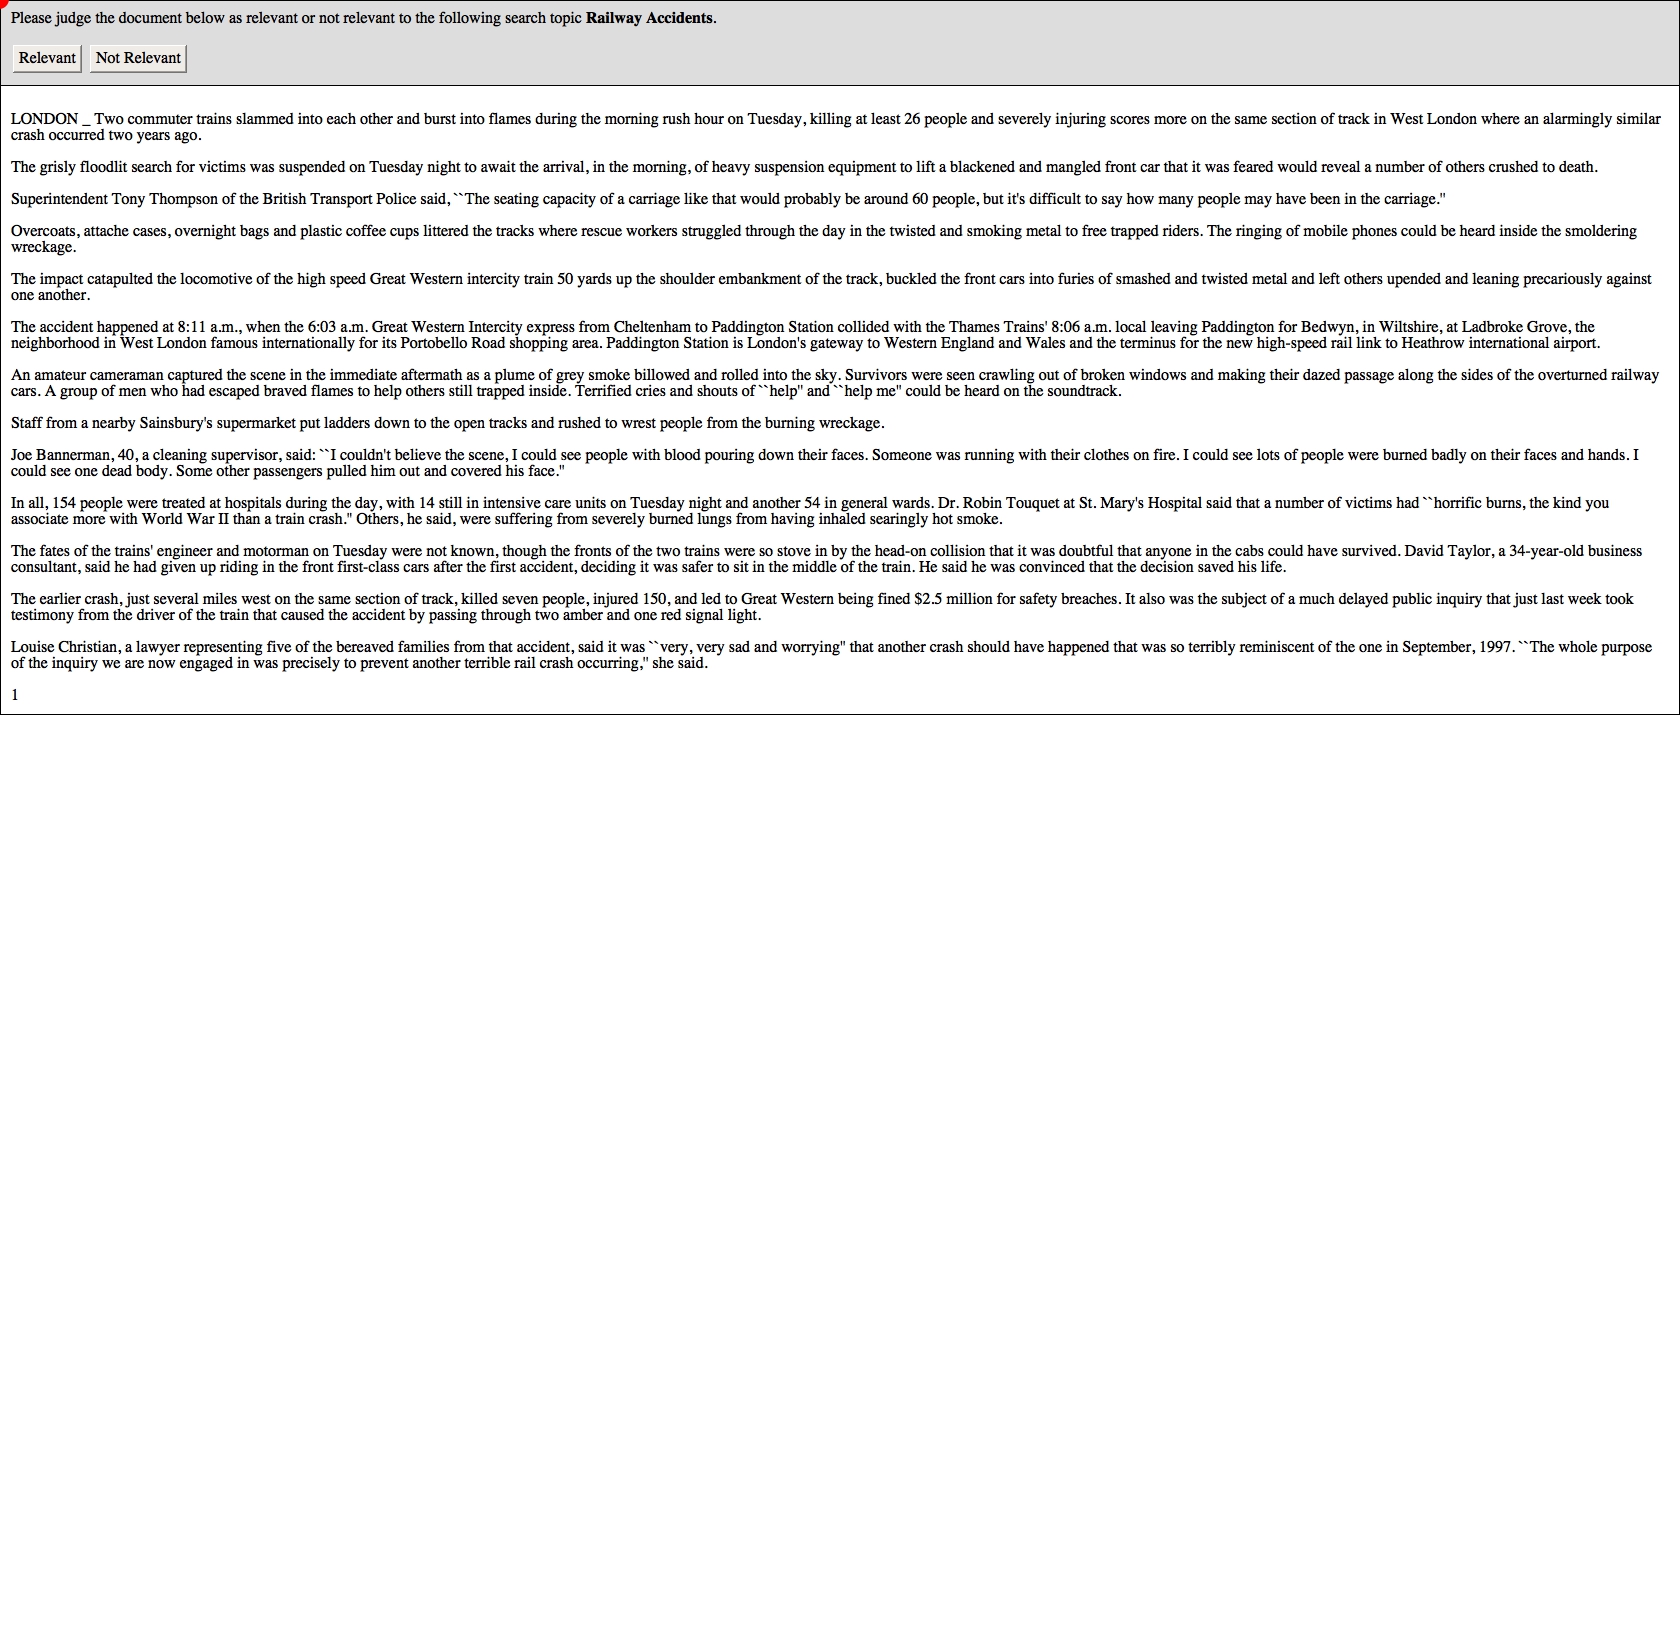 Please judge the document below as relevant or not relevant to the following search topic Railway Accidents.
Relevant Not Relevant
LONDON _ Two commuter trains slammed into each other and burst into flames during the morning rush hour on Tuesday, killing at least 26 people and severely injuring scores more on the same section of track in West London where an alarmingly similar
crash occurred two years ago.
The grisly floodlit search for victims was suspended on Tuesday night to await the arrival, in the morning, of heavy suspension equipment to lift a blackened and mangled front car that it was feared would reveal a number of others crushed to death.
Superintendent Tony Thompson of the British Transport Police said, ``The seating capacity of a carriage like that would probably be around 60 people, but it's difficult to say how many people may have been in the carriage.''
Overcoats, attache cases, overnight bags and plastic coffee cups littered the tracks where rescue workers struggled through the day in the twisted and smoking metal to free trapped riders. The ringing of mobile phones could be heard inside the smoldering
wreckage.
The impact catapulted the locomotive of the high speed Great Western intercity train 50 yards up the shoulder embankment of the track, buckled the front cars into furies of smashed and twisted metal and left others upended and leaning precariously against
one another.
The accident happened at 8:11 a.m., when the 6:03 a.m. Great Western Intercity express from Cheltenham to Paddington Station collided with the Thames Trains' 8:06 a.m. local leaving Paddington for Bedwyn, in Wiltshire, at Ladbroke Grove, the
neighborhood in West London famous internationally for its Portobello Road shopping area. Paddington Station is London's gateway to Western England and Wales and the terminus for the new high-speed rail link to Heathrow international airport.
An amateur cameraman captured the scene in the immediate aftermath as a plume of grey smoke billowed and rolled into the sky. Survivors were seen crawling out of broken windows and making their dazed passage along the sides of the overturned railway
cars. A group of men who had escaped braved flames to help others still trapped inside. Terrified cries and shouts of ``help'' and ``help me'' could be heard on the soundtrack.
Staff from a nearby Sainsbury's supermarket put ladders down to the open tracks and rushed to wrest people from the burning wreckage.
Joe Bannerman, 40, a cleaning supervisor, said: ``I couldn't believe the scene, I could see people with blood pouring down their faces. Someone was running with their clothes on fire. I could see lots of people were burned badly on their faces and hands. I
could see one dead body. Some other passengers pulled him out and covered his face.''
In all, 154 people were treated at hospitals during the day, with 14 still in intensive care units on Tuesday night and another 54 in general wards. Dr. Robin Touquet at St. Mary's Hospital said that a number of victims had ``horrific burns, the kind you
associate more with World War II than a train crash.'' Others, he said, were suffering from severely burned lungs from having inhaled searingly hot smoke.
The fates of the trains' engineer and motorman on Tuesday were not known, though the fronts of the two trains were so stove in by the head-on collision that it was doubtful that anyone in the cabs could have survived. David Taylor, a 34-year-old business
consultant, said he had given up riding in the front first-class cars after the first accident, deciding it was safer to sit in the middle of the train. He said he was convinced that the decision saved his life.
The earlier crash, just several miles west on the same section of track, killed seven people, injured 150, and led to Great Western being fined $2.5 million for safety breaches. It also was the subject of a much delayed public inquiry that just last week took
testimony from the driver of the train that caused the accident by passing through two amber and one red signal light.
Louise Christian, a lawyer representing five of the bereaved families from that accident, said it was ``very, very sad and worrying'' that another crash should have happened that was so terribly reminiscent of the one in September, 1997. ``The whole purpose
of the inquiry we are now engaged in was precisely to prevent another terrible rail crash occurring,'' she said.
1